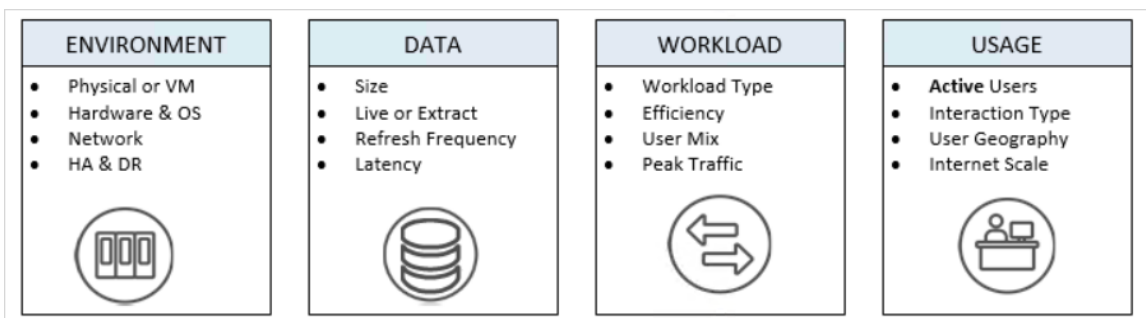 ENVIRONMENT
• Physical or VM
• Hardware & OS
• Network
• HA & DR
DATA
• Size
• Live or Extract
• Refresh Frequency
• Latency
WORKLOAD
• Workload Type
• Efficiency
• User Mix
• Peak Traffic
USAGE
• Active Users
• Interaction Type
• User Geography
• Internet Scale